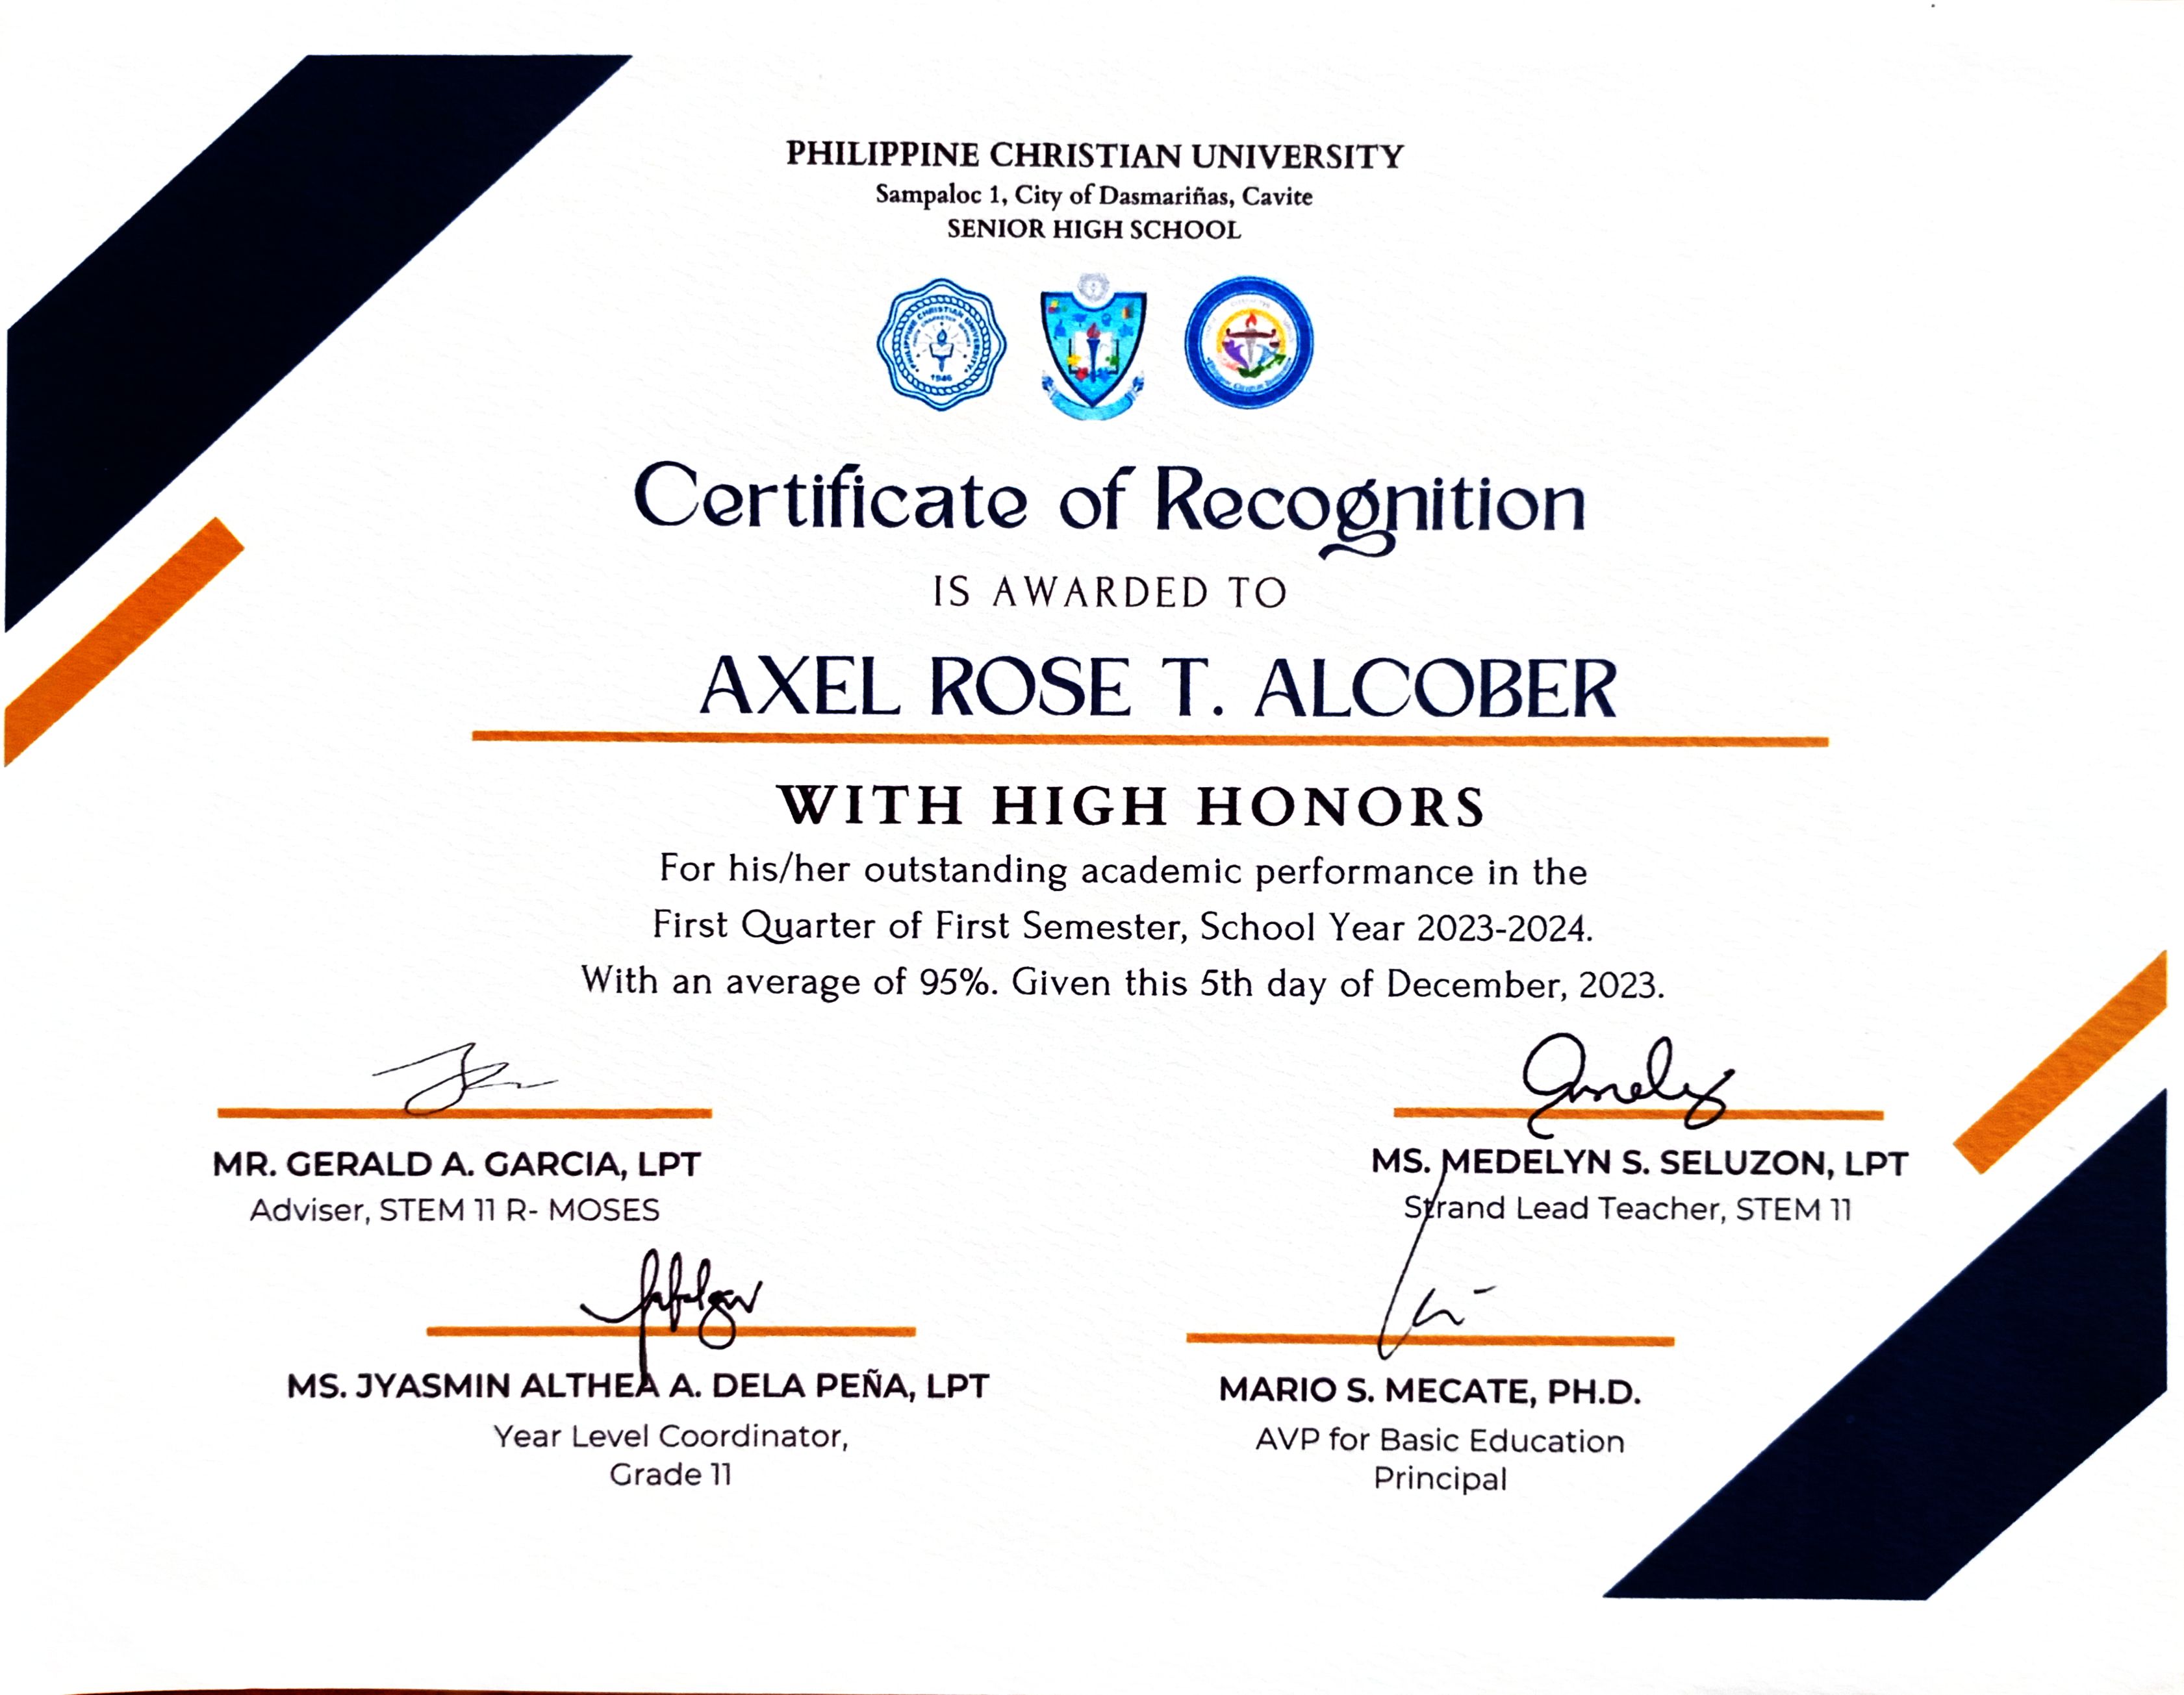 PHILIPPINE CHRISTIAN UNIVERSITY
Sampaloc 1, City of Dasmariñas, Cavite
SENIOR HIGH SCHOOL
PHILIPPINE CHRISTIAN UNIVERSITY
1946
Certificate of Recognition
IS AWARDED TO
AXEL ROSE T. ALCOBER
WITH HIGH HONORS
For his/her outstanding academic performance in the
First Quarter of First Semester, School Year 2023-2024.
With an average of 95%. Given this 5th day of December, 2023.
MR. GERALD A. GARCIA, LPT
Adviser, STEM 11 R- MOSES
MS. MEDELYN S. SELUZON, LPT
Strand Lead Teacher, STEM 11
MS. JYASMIN ALTHEA A. DELA PEÑA, LPT
Year Level Coordinator,
Grade 11
MARIO S. MECATE, PH.D.
AVP for Basic Education
Principal